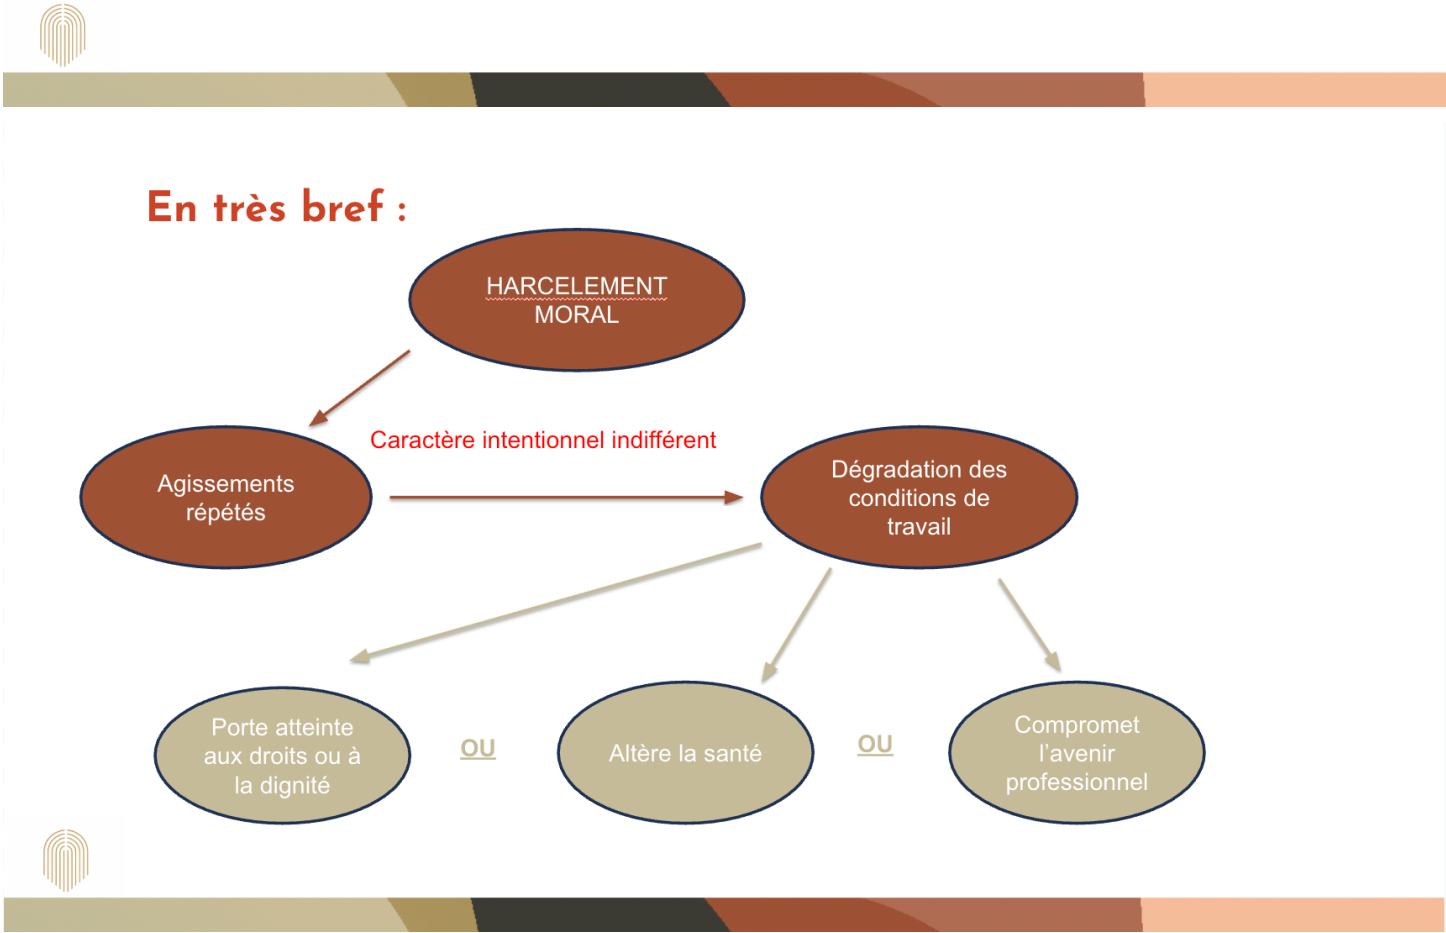 En très bref :
HARCELEMENT
MORAL
Caractère intentionnel indifférent
Agissements
répétés
Dégradation des
conditions de
travail
Porte atteinte
aux droits ou à
la dignité
OU
Altère la santé
OU
Compromet
l'avenir
professionnel